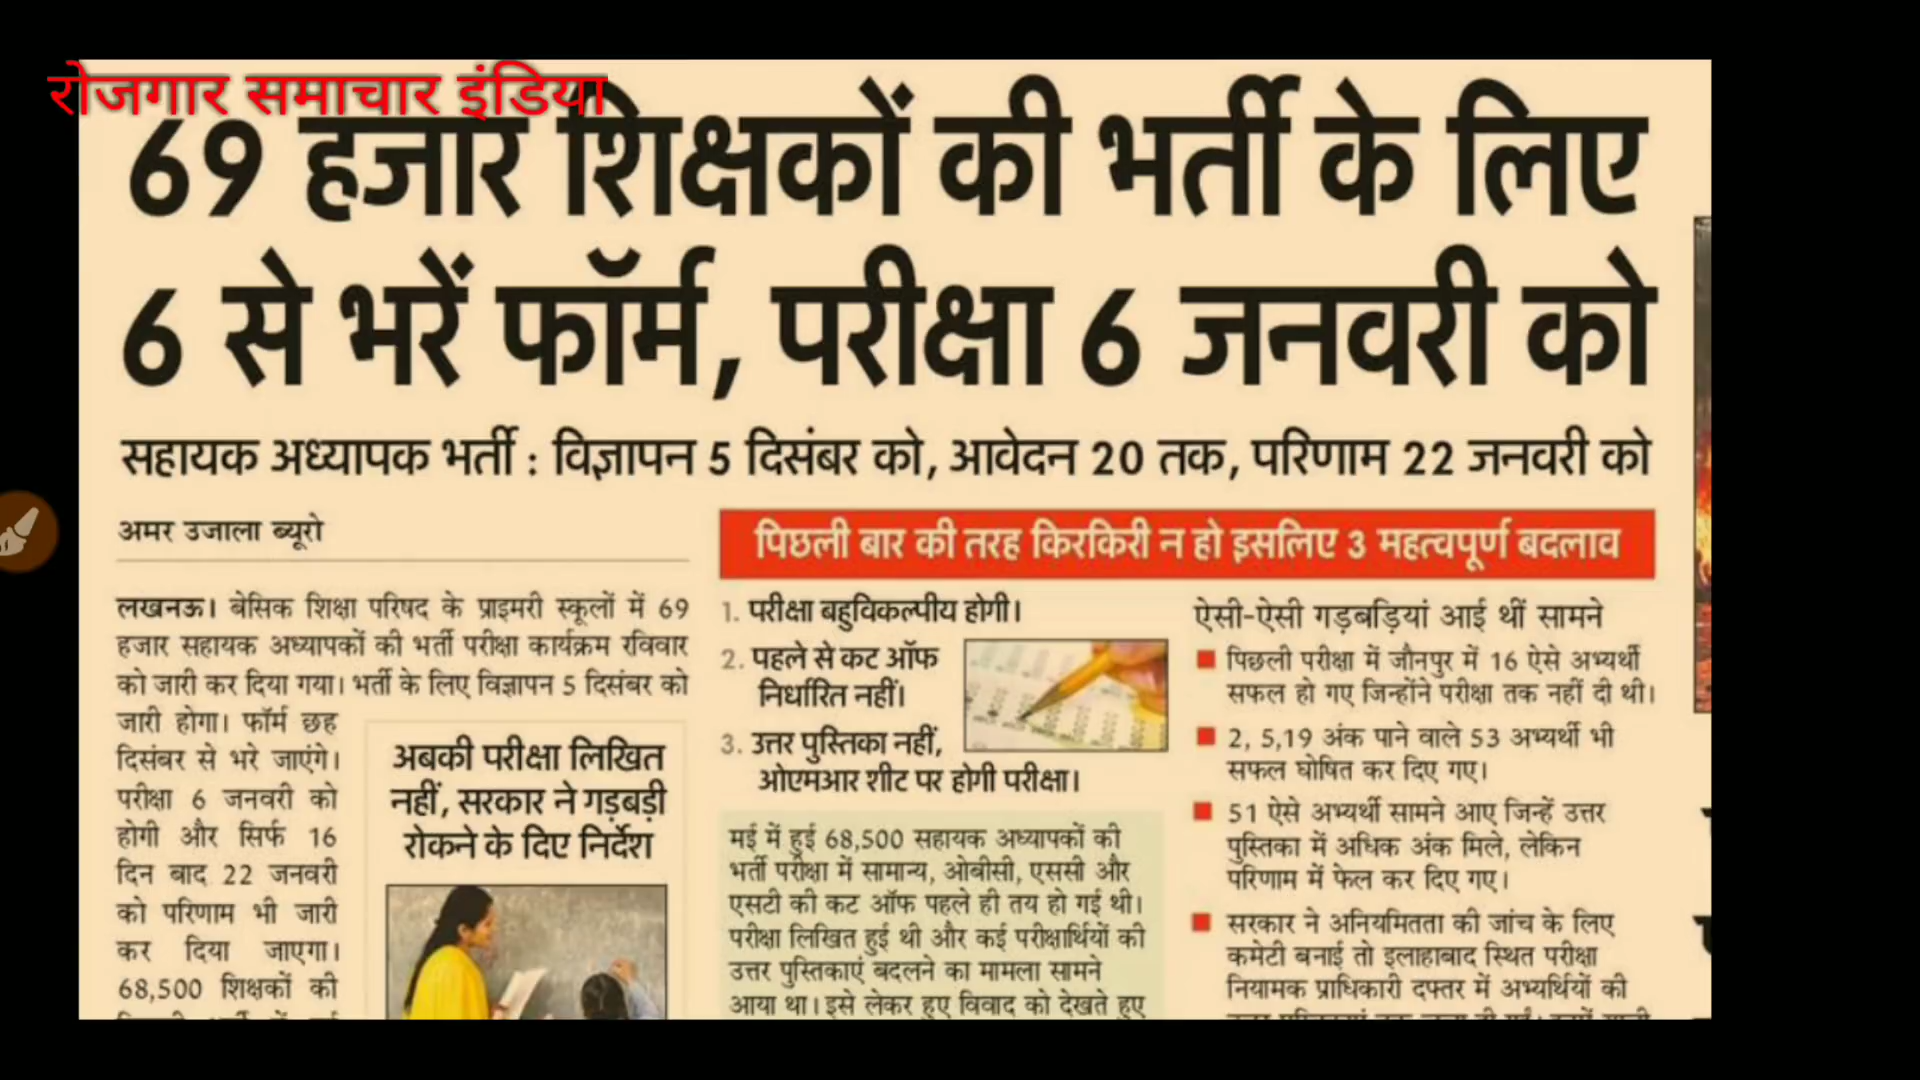 रोजगार समाचार इंडिया
69 हजार शिक्षकों की भर्ती के लिए
6 से भरें फॉर्म, परीक्षा 6 जनवरी को
सहायक अध्यापक भर्ती : विज्ञापन 5 दिसंबर को, आवेदन 20 तक, परिणाम 22 जनवरी को
अमर उजाला ब्यूरो
लखनऊ। बेसिक शिक्षा परिषद के प्राइमरी स्कूलों में 69
हजार सहायक अध्यापकों की भर्ती परीक्षा कार्यक्रम रविवार
को जारी कर दिया गया। भर्ती के लिए विज्ञापन 5 दिसंबर को
जारी होगा। फॉर्म छह
दिसंबर से भरे जाएंगे।
परीक्षा 6 जनवरी को
होगी और सिर्फ 16
दिन बाद 22 जनवरी
को परिणाम भी जारी
कर दिया जाएगा।
68,500 शिक्षकों की
अबकी परीक्षा लिखित
नहीं, सरकार ने गड़बड़ी
रोकने के दिए निर्देश
पिछली बार की तरह किरकिरी न हो इसलिए 3 महत्वपूर्ण बदलाव
1. परीक्षा बहुविकल्पीय होगी।
2. पहले से कट ऑफ
निर्धारित नहीं।
3. उत्तर पुस्तिका नहीं,
ओएमआर शीट पर होगी परीक्षा।
मई में हुई 68,500 सहायक अध्यापकों की
भर्ती परीक्षा में सामान्य, ओबीसी, एससी और
एसटी की कट ऑफ पहले ही तय हो गई थी।
परीक्षा लिखित हुई थी और कई परीक्षार्थियों की
उत्तर पुस्तिकाएं बदलने का मामला सामने
आया था। इसे लेकर हुए विवाद को देखते हुए
ऐसी-ऐसी गड़बड़ियां आई थीं सामने
पिछली परीक्षा में जौनपुर में 16 ऐसे अभ्यर्थी
सफल हो गए जिन्होंने परीक्षा तक नहीं दी थी।
2, 5,19 अंक पाने वाले 53 अभ्यर्थी भी
सफल घोषित कर दिए गए।
51 ऐसे अभ्यर्थी सामने आए जिन्हें उत्तर
पुस्तिका में अधिक अंक मिले, लेकिन
परिणाम में फेल कर दिए गए।
सरकार ने अनियमितता की जांच के लिए
कमेटी बनाई तो इलाहाबाद स्थित परीक्षा
नियामक प्राधिकारी दफ्तर में अभ्यर्थियों की